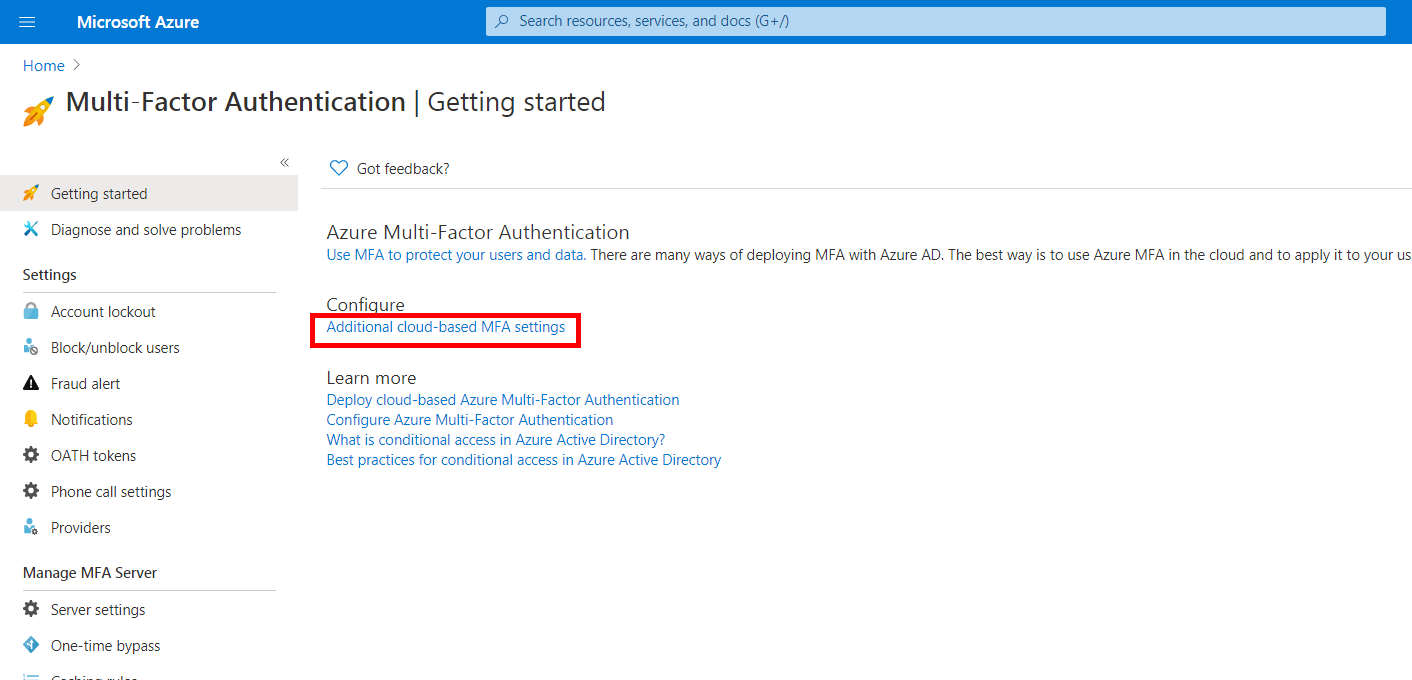 Microsoft Azure
Search resources, services, and docs (G+/)
Home
Multi-Factor Authentication | Getting started
«
Got feedback?
Getting started
Diagnose and solve problems
Settings
Account lockout
Block/unblock users
Fraud alert
Notifications
OATH tokens
Phone call settings
Providers
Manage MFA Server
Server settings
One-time bypass
Caching rules
Azure Multi-Factor Authentication
Use MFA to protect your users and data. There are many ways of deploying MFA with Azure AD. The best way is to use Azure MFA in the cloud and to apply it to your us
Configure
Additional cloud-based MFA settings
Learn more
Deploy cloud-based Azure Multi-Factor Authentication
Configure Azure Multi-Factor Authentication
What is conditional access in Azure Active Directory?
Best practices for conditional access in Azure Active Directory